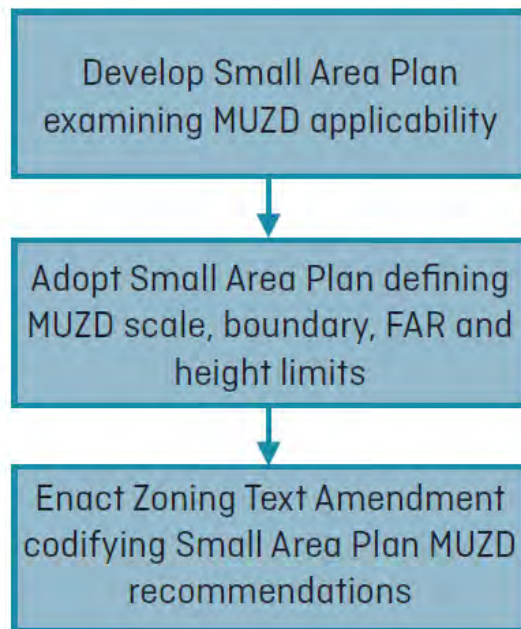 Develop Small Area Plan
examining MUZD applicability
Adopt Small Area Plan defining
MUZD scale, boundary, FAR and
height limits
Enact Zoning Text Amendment
codifying Small Area Plan MUZD
recommendations